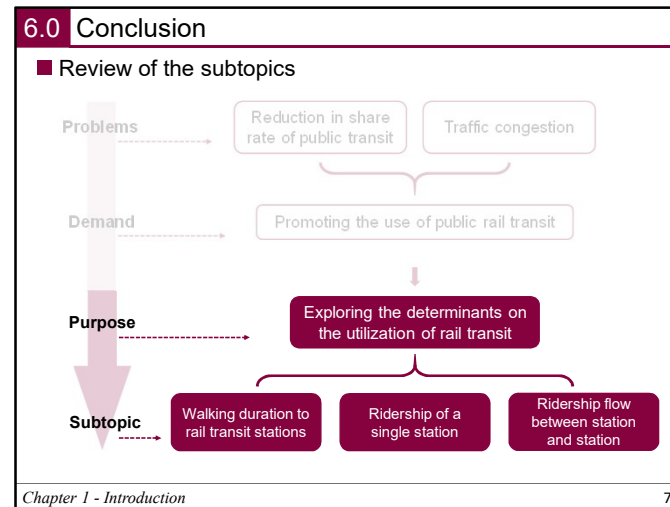 6.0 Conclusion
Review of the subtopics
Problems
Reduction in share
rate of public transit
Traffic congestion
Demand
Promoting the use of public rail transit
Purpose
Exploring the determinants on
the utilization of rail transit
Subtopic
Walking duration to
rail transit stations
Ridership of a
single station
Ridership flow
between station
and station
Chapter 1 - Introduction
7